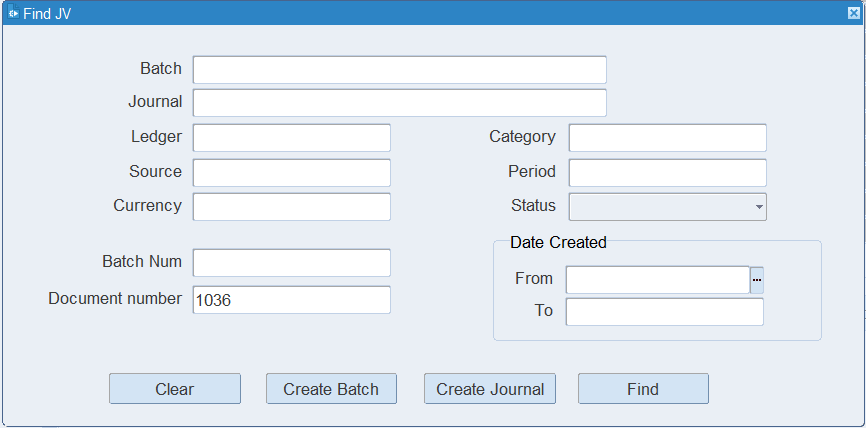 Find JV
Batch
Journal
Ledger
Category
Source
Period
Currency
Status
Date Created
Batch Num
From
...
Document number 1036
To
Clear
Create Batch
Create Journal
Find